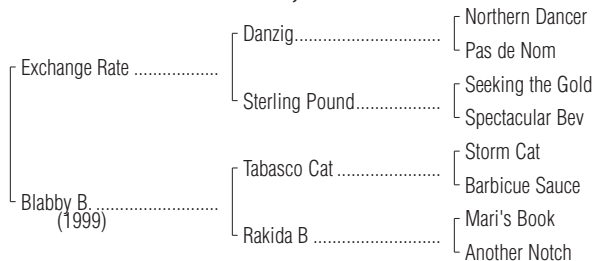 Northern Dancer
Danzig
Pas de Nom
Exchange Rate
Seeking the Gold
Sterling Pound
Spectacular Bev
Storm Cat
Tabasco Cat
Barbicue Sauce
Blabby B.
(1999)
Mari's Book
Rakida B
Another Notch